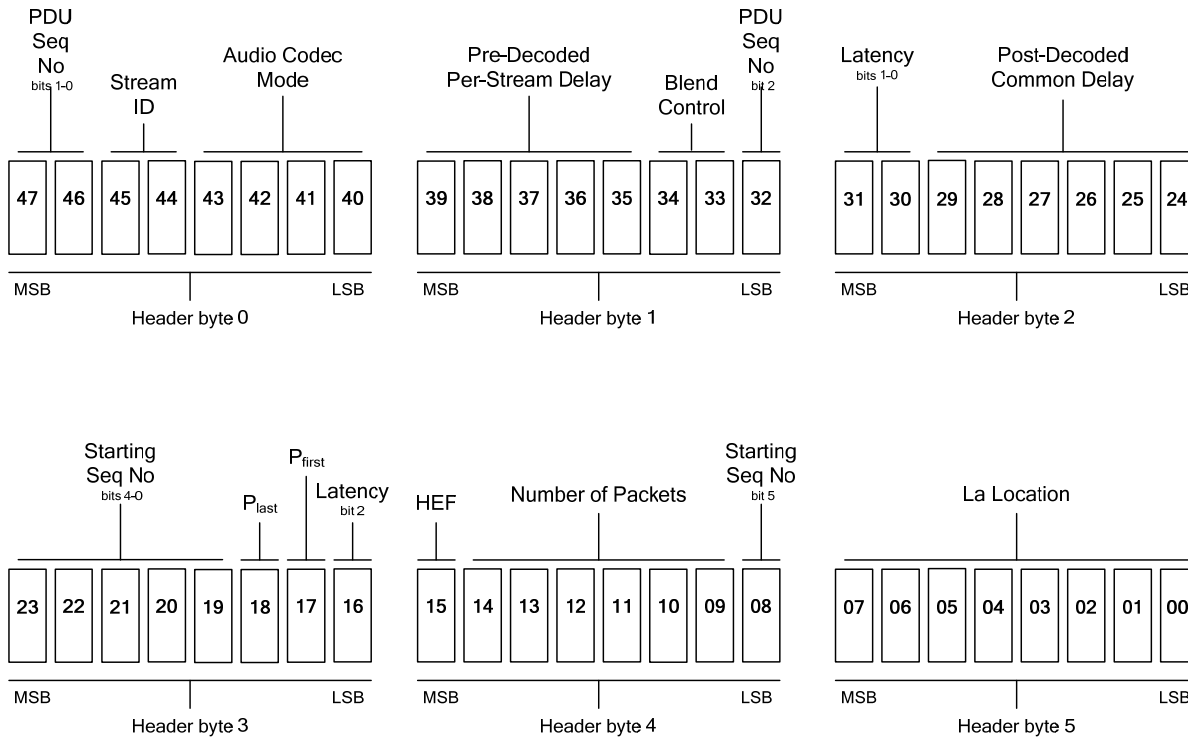 PDU
Seq
No
bits 1-0
Stream
ID
Audio Codec
Mode
47 46 45 44 43 42 41 40
MSB LSB
Header byte 0
Pre-Decoded
Per-Stream Delay
Blend
Control
PDU
Seq
No
bit 2
39 38 37 36 35 34 33 32
MSB LSB
Header byte 1
Latency
bits 1-0
Post-Decoded
Common Delay
31 30 29 28 27 26 25 24
MSB LSB
Header byte 2
Starting
Seq No
bits 4-0
Plast
Pfirst
Latency
bit 2
23 22 21 20 19 18 17 16
MSB LSB
Header byte 3
HEF
Number of Packets
Starting
Seq No
bit 5
15 14 13 12 11 10 09 08
MSB LSB
Header byte 4
La Location
07 06 05 04 03 02 01 00
MSB LSB
Header byte 5